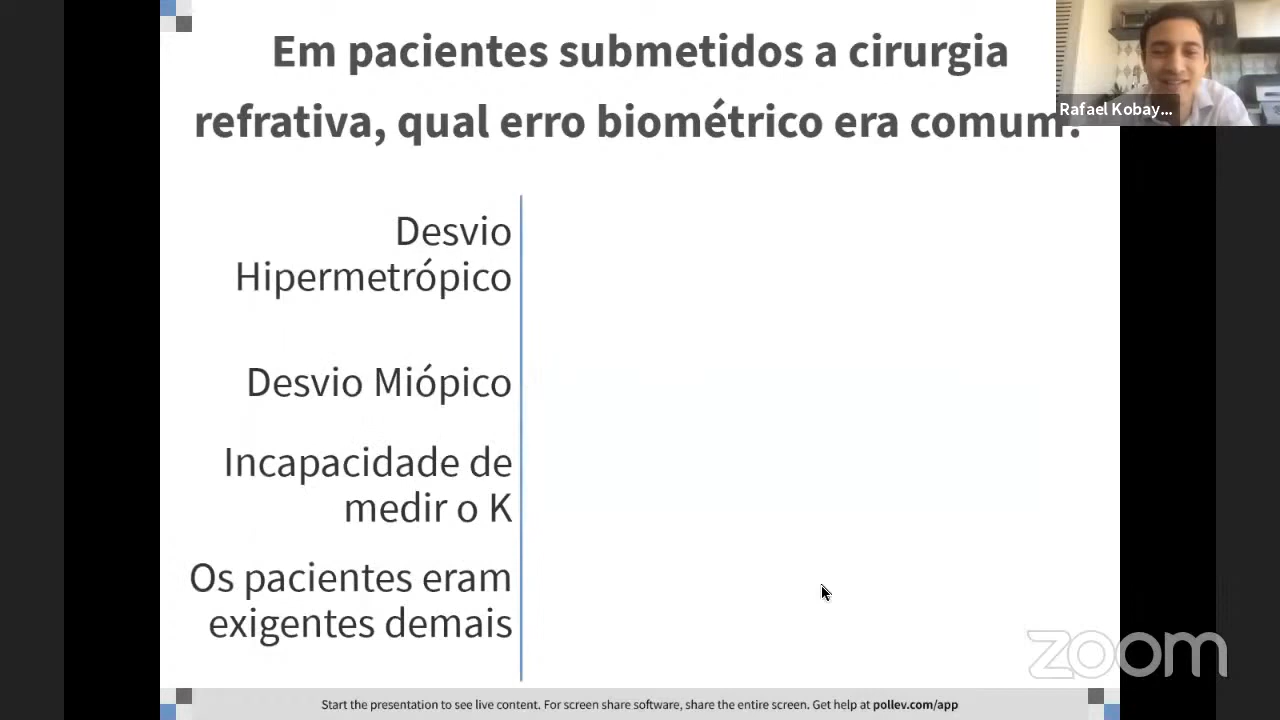 Em pacientes submetidos a cirurgia
refrativa, qual erro biométrico era comum?
Rafael Kobay...
Desvio
Hipermetrópico
Desvio Miópico
Incapacidade de
medir o K
Os pacientes eram
exigentes demais
zoom
Start the presentation to see live content. For screen share software, share the entire screen. Get help at pollev.com/app